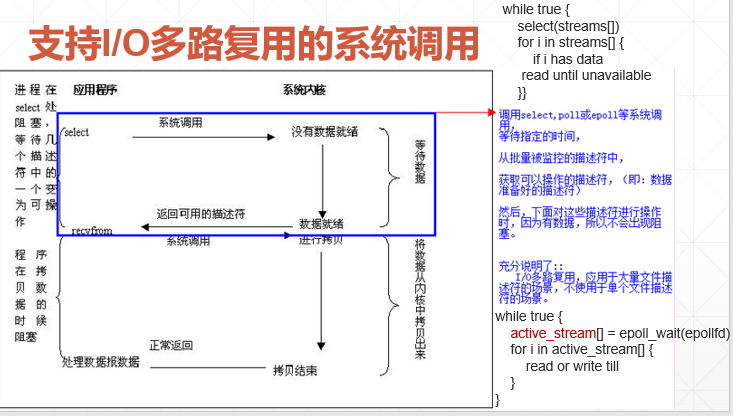 支持I/O多路复用的系统调用
while true {
select(streams[])
for i in streams[] {
if i has data
read until unavailable
}}
进程在
select 处
阻塞，
等待几
个描述
符中的
一个变
为可操
作
应用程序
系统内核
select
系统调用
没有数据就绪
等待数据
返回可用的描述符
数据就绪
recvfrom
系统调用
进行拷贝
程序
在拷
贝数
据的
时候
阻塞
将数据从内核中拷贝出来
正常返回
处理数据报数据
拷贝结束
调用select,poll或epoll等系统调
用,
等待指定的时间，
从批量被监控的描述符中，
获取可以操作的描述符，（即：数据
准备好的描述符）
然后，下面对这些描述符进行操作
时，因为有数据，所以不会出现阻
塞。
充分说明了::
I/O多路复用，应用于大量文件描
述符的场景，不使用于单个文件描述
符的场景。
while true {
active_stream[] = epoll_wait(epollfd)
for i in active_stream[] {
read or write till
}
}